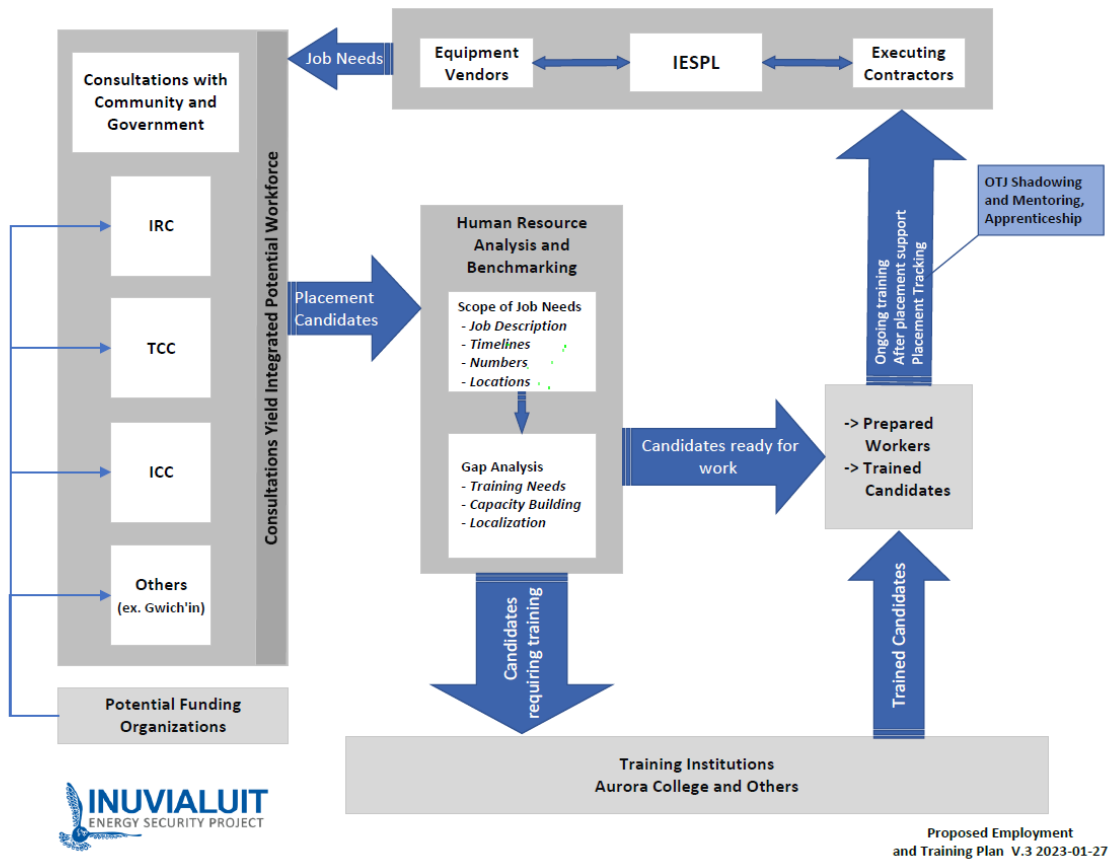 Job Needs
Equipment
Vendors
IESPL
Executing
Contractors
Consultations with
Community and
Government
IRC
TCC
ICC
Others
(ex. Gwich'in)
Consultations Yield Integrated Potential Workforce
Potential Funding
Organizations
Placement
Candidates
Human Resource
Analysis and
Benchmarking
Scope of Job Needs
- Job Description
- Timelines
- Numbers
- Locations
Gap Analysis
- Training Needs
- Capacity Building
- Localization
Candidates ready for
work
Candidates
requiring training
OTJ Shadowing
and Mentoring,
Apprenticeship
Ongoing training
After placement support
Placement Tracking
-> Prepared
Workers
-> Trained
Candidates
Trained Candidates
Training Institutions
Aurora College and Others
INUVIALUIT
ENERGY SECURITY PROJECT
Proposed Employment
and Training Plan V.3 2023-01-27